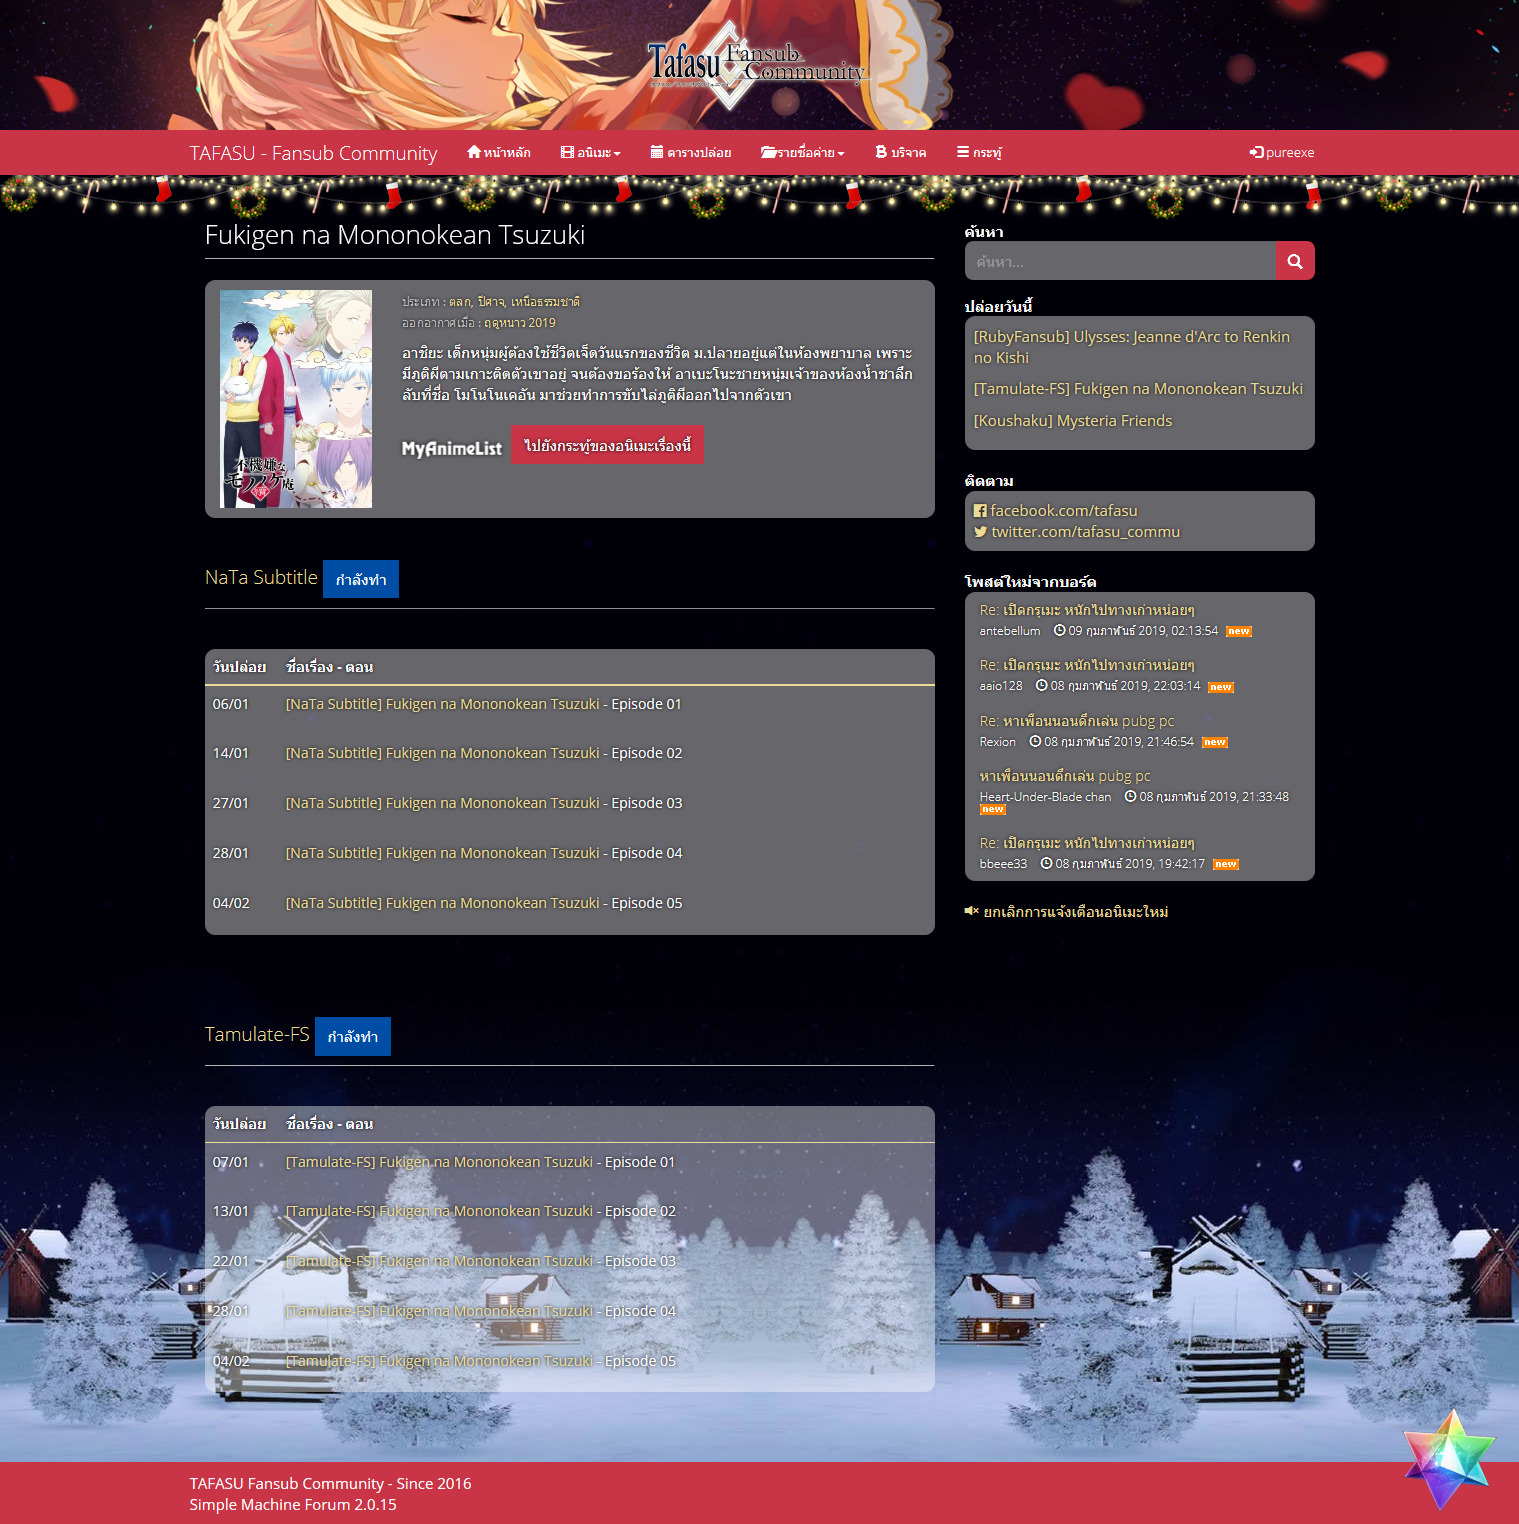 Tafasu Fansub Community
TAFASU - Fansub Community
หน้าหลัก
อนิเมะ
ตารางปล่อย
รายชื่อค่าย
บริจาค
กระทู้
pureexe
Fukigen na Mononokean Tsuzuki
ประเภท : ตลก, ปีศาจ, เหนือธรรมชาติ
ออกอากาศเมื่อ : ฤดูหนาว 2019
อาชิยะ เด็กหนุ่มผู้ต้องใช้ชีวิตเจ็ดวันแรกของชีวิต ม.ปลายอยู่แต่ในห้องพยาบาล เพราะ
มีภูติผีตามเกาะติดตัวเขาอยู่ จนต้องขอร้องให้ อาเบะโนะชายหนุ่มเจ้าของห้องน้ำชาลึก
ลับที่ชื่อ โมโนโนเคอัน มาช่วยทำการขับไล่ภูติผีออกไปจากตัวเขา
MyAnimeList
ไปยังกระทู้ของอนิเมะเรื่องนี้
不機嫌な
モノノケ庵
NaTa Subtitle
กำลังทำ
วันปล่อย ชื่อเรื่อง - ตอน
06/01 [NaTa Subtitle] Fukigen na Mononokean Tsuzuki - Episode 01
14/01 [NaTa Subtitle] Fukigen na Mononokean Tsuzuki - Episode 02
27/01 [NaTa Subtitle] Fukigen na Mononokean Tsuzuki - Episode 03
28/01 [NaTa Subtitle] Fukigen na Mononokean Tsuzuki - Episode 04
04/02 [NaTa Subtitle] Fukigen na Mononokean Tsuzuki - Episode 05
Tamulate-FS
กำลังทำ
วันปล่อย ชื่อเรื่อง - ตอน
07/01 [Tamulate-FS] Fukigen na Mononokean Tsuzuki - Episode 01
13/01 [Tamulate-FS] Fukigen na Mononokean Tsuzuki - Episode 02
22/01 [Tamulate-FS] Fukigen na Mononokean Tsuzuki - Episode 03
28/01 [Tamulate-FS] Fukigen na Mononokean Tsuzuki - Episode 04
04/02 [Tamulate-FS] Fukigen na Mononokean Tsuzuki - Episode 05
ค้นหา
ค้นหา...
ปล่อยวันนี้
[RubyFansub] Ulysses: Jeanne d'Arc to Renkin
no Kishi
[Tamulate-FS] Fukigen na Mononokean Tsuzuki
[Koushaku] Mysteria Friends
ติดตาม
facebook.com/tafasu
twitter.com/tafasu_commu
โพสต์ใหม่จากบอร์ด
Re: เปิดกรุเมะ หนักไปทางเก่าหน่อยๆ
antebellum 09 กุมภาพันธ์ 2019, 02:13:54 new
Re: เปิดกรุเมะ หนักไปทางเก่าหน่อยๆ
aaio128 08 กุมภาพันธ์ 2019, 22:03:14 new
Re: หาเพือนนอนดึกเล่น pubg pc
Rexion 08 กุมภาพันธ์ 2019, 21:46:54 new
หาเพือนนอนดึกเล่น pubg pc
Heart-Under-Blade chan 08 กุมภาพันธ์ 2019, 21:33:48
new
Re: เปิดกรุเมะ หนักไปทางเก่าหน่อยๆ
bbeee33 08 กุมภาพันธ์ 2019, 19:42:17 new
ยกเลิกการแจ้งเตือนอนิเมะใหม่
TAFASU Fansub Community - Since 2016
Simple Machine Forum 2.0.15